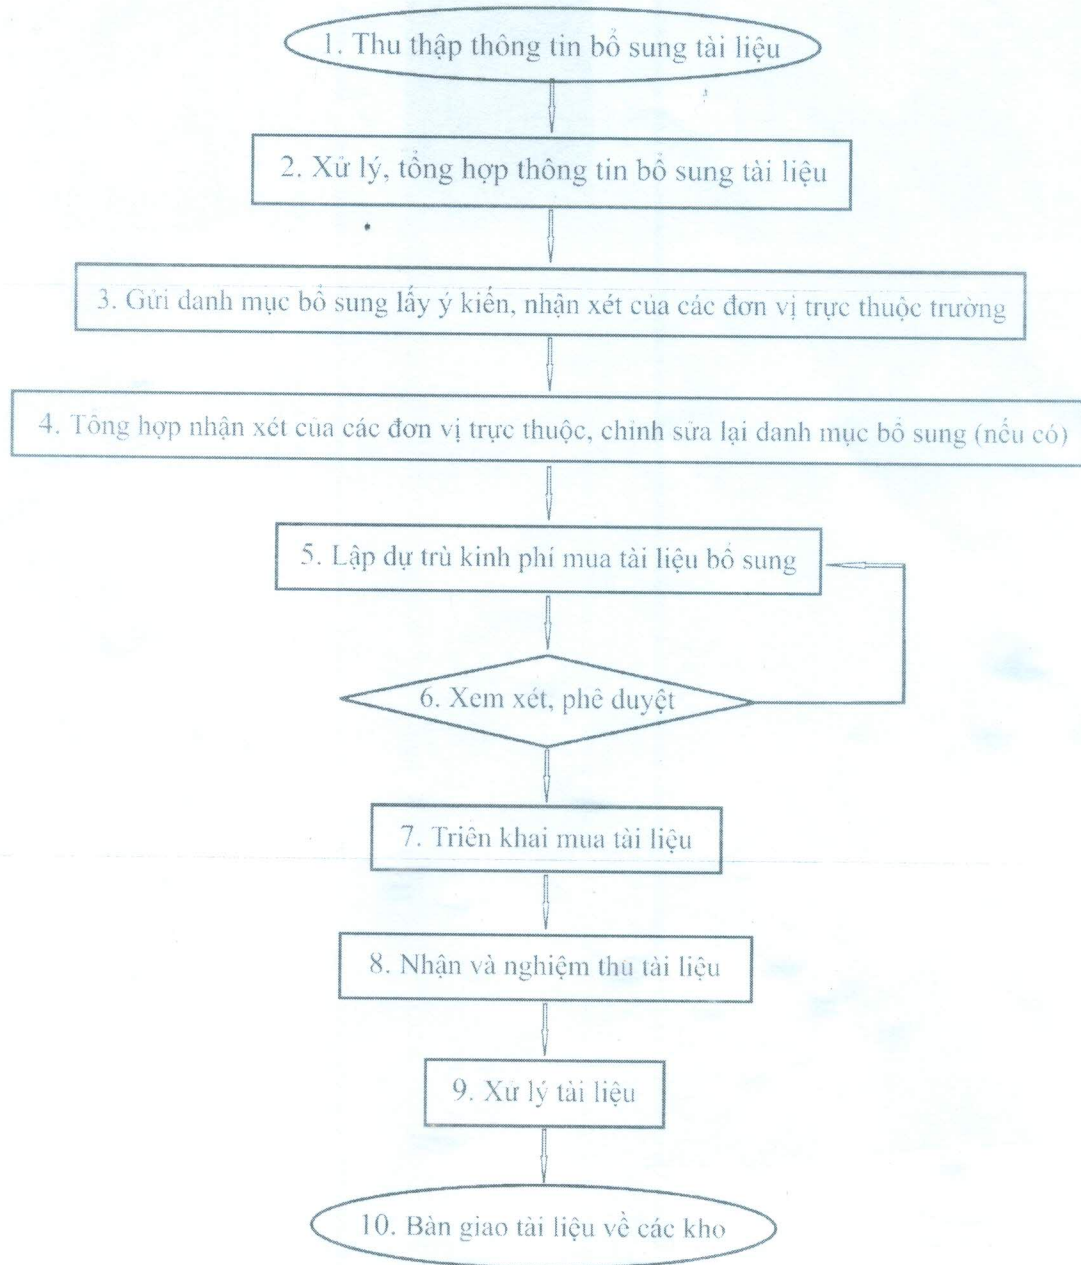 1. Thu thập thông tin bổ sung tài liệu
2. Xử lý, tổng hợp thông tin bổ sung tài liệu
3. Gửi danh mục bổ sung lấy ý kiến, nhận xét của các đơn vị trực thuộc trường
4. Tổng hợp nhận xét của các đơn vị trực thuộc, chỉnh sửa lại danh mục bổ sung (nếu có)
5. Lập dự trù kinh phí mua tài liệu bổ sung
6. Xem xét, phê duyệt
7. Triển khai mua tài liệu
8. Nhận và nghiệm thu tài liệu
9. Xử lý tài liệu
10. Bàn giao tài liệu về các kho